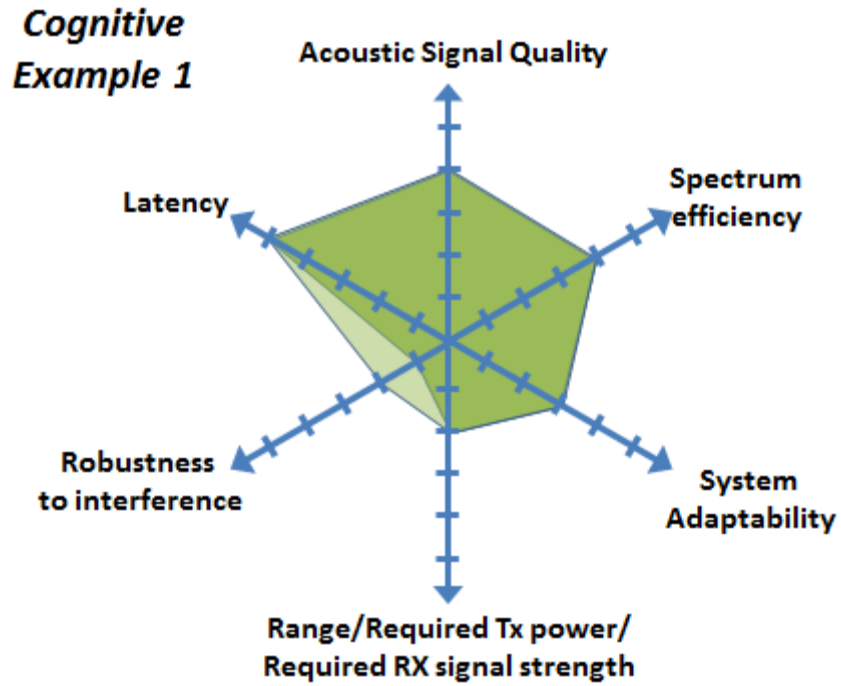 Cognitive
Example 1
Acoustic Signal Quality
Spectrum
efficiency
Latency
Robustness
to interference
System
Adaptability
Range/Required Tx power/
Required RX signal strength